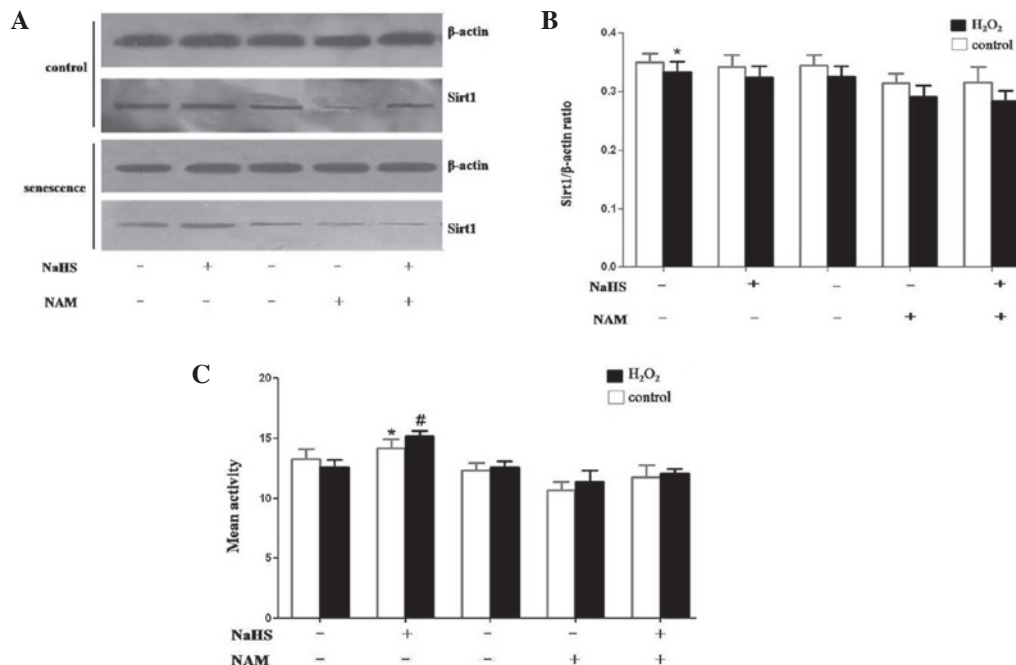 A
β-actin
control
Sirt1
β-actin
senescence
Sirt1
NaHS – + – – +
NAM – – – + +
B
H₂O₂
control
0.4
0.3
0.2
0.1
0.0
Sirt1/β-actin ratio
*
NaHS – + – – +
NAM – – – + +
C
H₂O₂
control
20
15
10
5
0
Mean activity
* #
NaHS – + – – +
NAM – – – + +